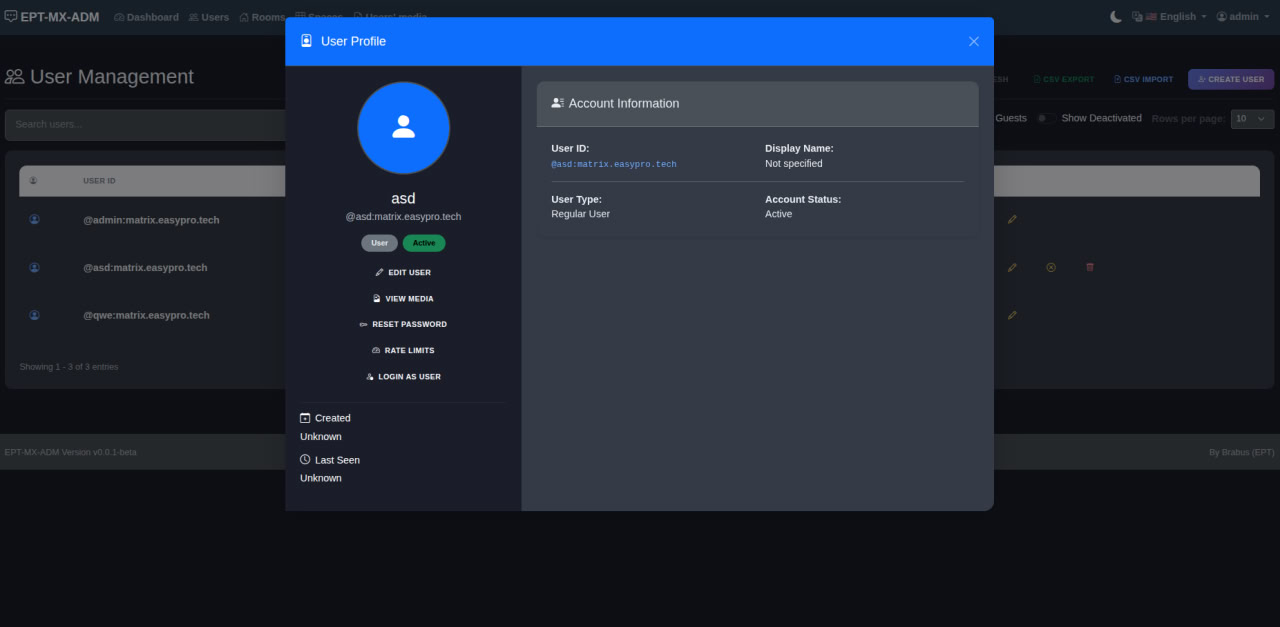 EPT-MX-ADM Dashboard Users Rooms Spaces Users' media English admin
User Profile
User Management
CSV EXPORT CSV IMPORT CREATE USER
Search users...
Guests Show Deactivated Rows per page: 10
USER ID
@admin:matrix.easypro.tech
@asd:matrix.easypro.tech
@qwe:matrix.easypro.tech
Showing 1 - 3 of 3 entries
asd
@asd:matrix.easypro.tech
User Active
EDIT USER
VIEW MEDIA
RESET PASSWORD
RATE LIMITS
LOGIN AS USER
Created
Unknown
Last Seen
Unknown
Account Information
User ID: Display Name:
@asd:matrix.easypro.tech Not specified
User Type: Account Status:
Regular User Active
EPT-MX-ADM Version v0.0.1-beta By Brabus (EPT)